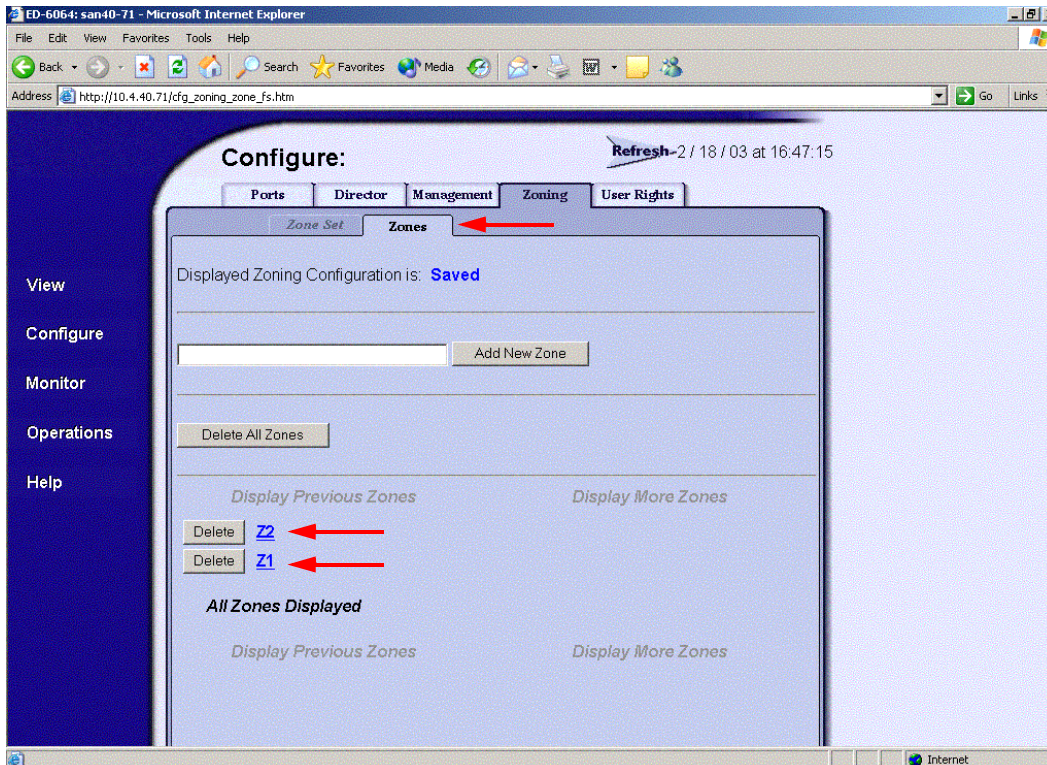 ED-6064: san40-71 - Microsoft Internet Explorer
File Edit View Favorites Tools Help
Back Search Favorites Media
Address http://10.4.40.71/cfg_zoning_zone_fs.htm Go Links
Configure: Refresh-2 / 18 / 03 at 16:47:15
Ports Director Management Zoning User Rights
Zone Set Zones
Displayed Zoning Configuration is: Saved
View
Configure
Add New Zone
Monitor
Operations
Delete All Zones
Help
Display Previous Zones Display More Zones
Delete Z2
Delete Z1
All Zones Displayed
Display Previous Zones Display More Zones
Internet